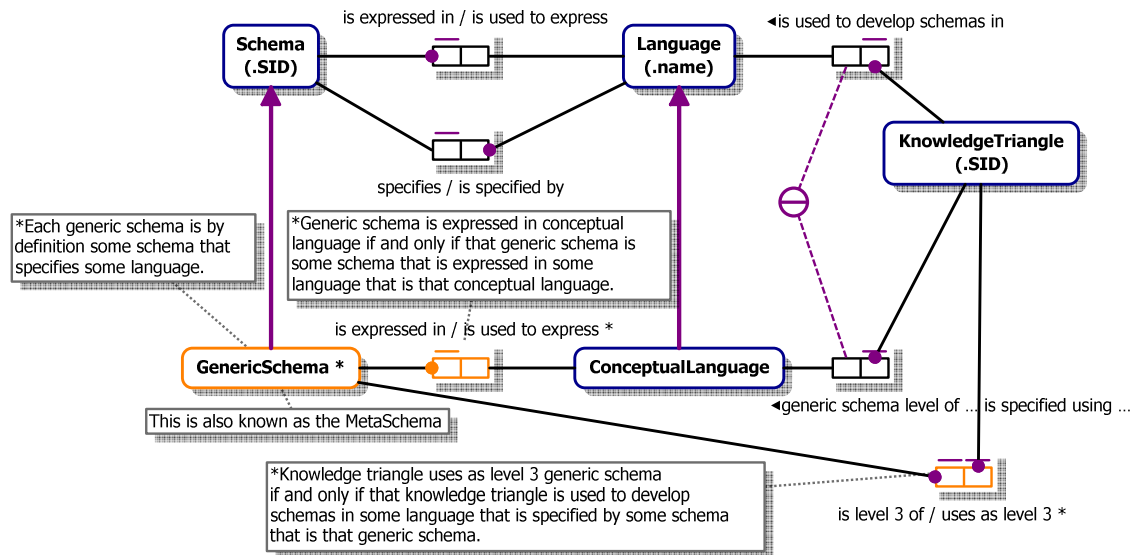 is expressed in / is used to express
◄is used to develop schemas in
Schema
(.SID)
Language
(.name)
KnowledgeTriangle
(.SID)
specifies / is specified by
*Each generic schema is by
definition some schema that
specifies some language.
*Generic schema is expressed in conceptual
language if and only if that generic schema is
some schema that is expressed in some
language that is that conceptual language.
is expressed in / is used to express *
GenericSchema *
ConceptualLanguage
◄generic schema level of ... is specified using ...
This is also known as the MetaSchema
*Knowledge triangle uses as level 3 generic schema
if and only if that knowledge triangle is used to develop
schemas in some language that is specified by some schema
that is that generic schema.
is level 3 of / uses as level 3 *